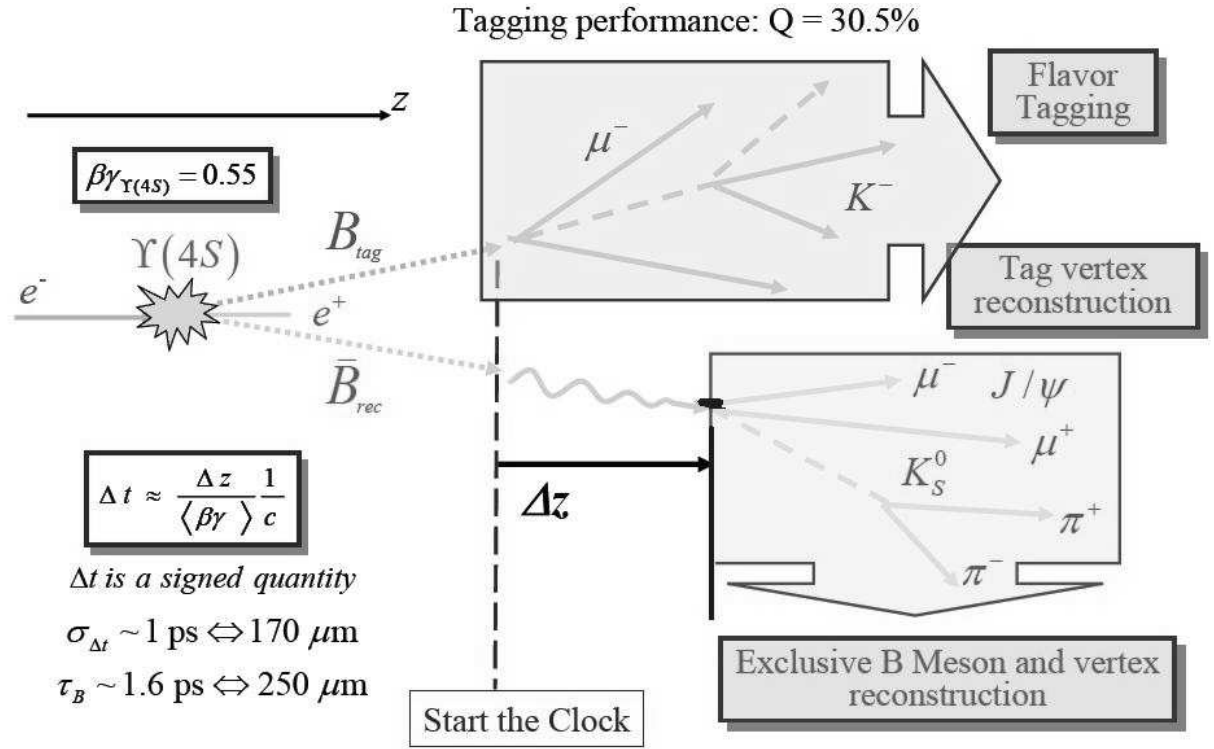 Tagging performance: Q = 30.5%
z
βγ_Υ(4S) = 0.55
Flavor
Tagging
μ⁻
K⁻
Υ(4S)
B_tag
e⁻
e⁺
Tag vertex
reconstruction
B̄_rec
μ⁻
J/ψ
μ⁺
K_S^0
π⁺
π⁻
Δt ≈ Δz/⟨βγ⟩ 1/c
Δz
Δt is a signed quantity
σ_Δt ~ 1 ps ⇔ 170 μm
τ_B ~ 1.6 ps ⇔ 250 μm
Start the Clock
Exclusive B Meson and vertex
reconstruction